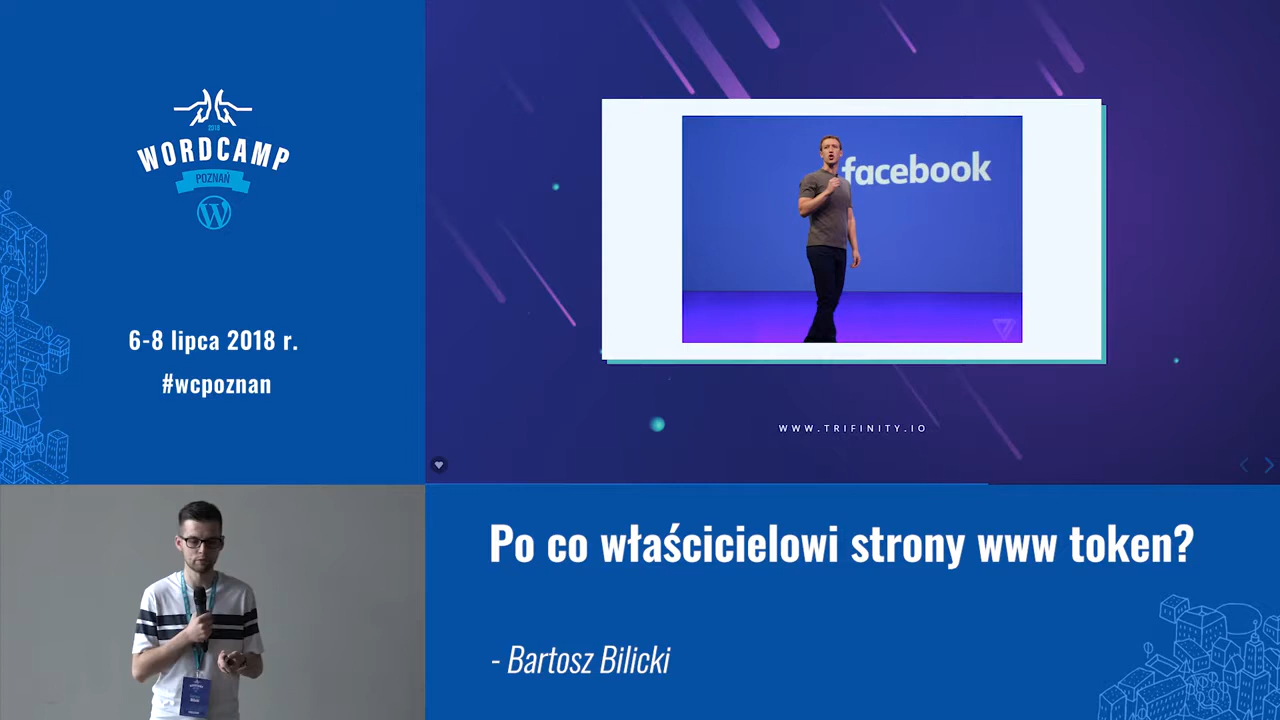 2018
WORDCAMP
POZNAŃ
6-8 lipca 2018 r.
#wcpoznan
facebook
WWW.TRIFINITY.IO
Po co właścicielowi strony www token?
- Bartosz Bilicki
WORDCAMP